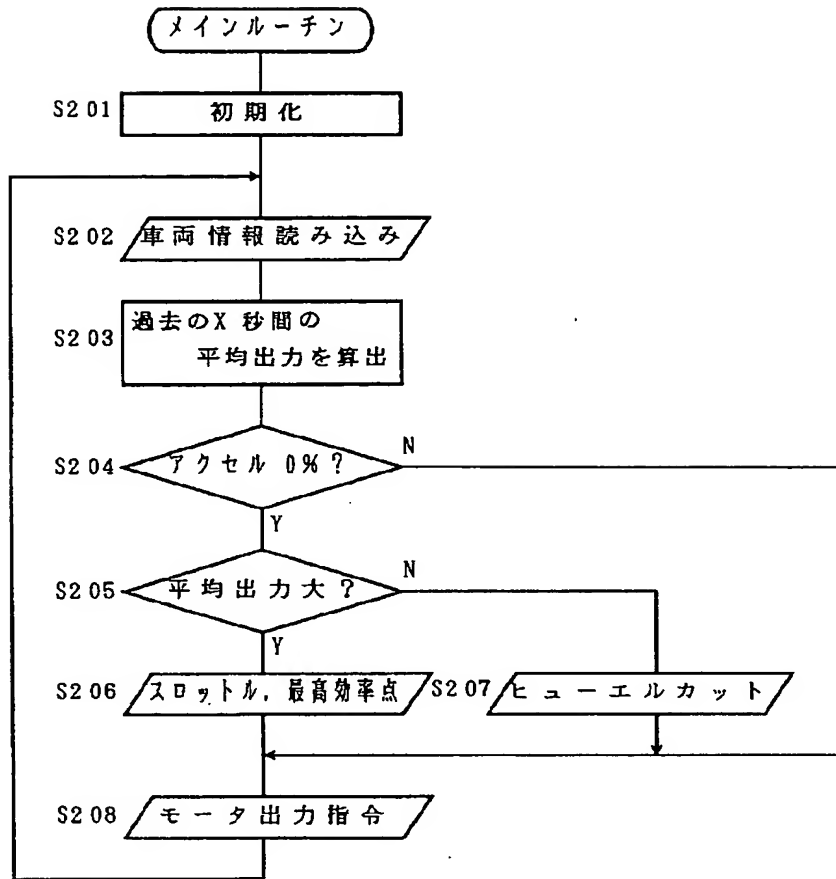 メインルーチン
S201 初期化
S202 車両情報読み込み
S203 過去のX 秒間の
平均出力を算出
S204 アクセル 0%? N
Y
S205 平均出力大? N
Y
S206 スロットル, 最高効率点 S207 ヒューエルカット
S208 モータ出力指令